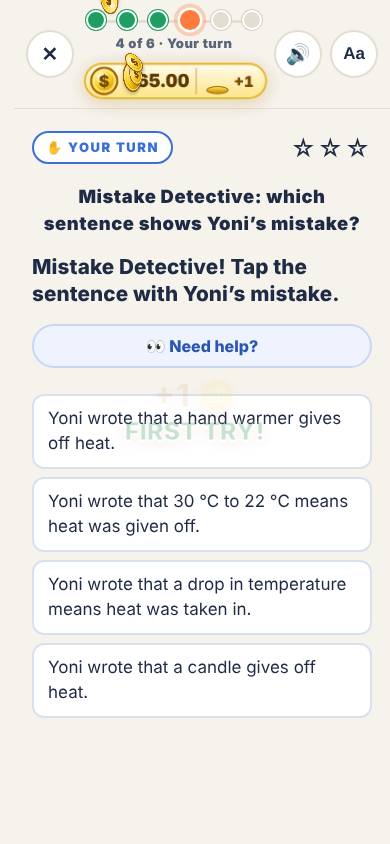 4 of 6 · Your turn
Aa
65.00
+1
YOUR TURN
Mistake Detective: which
sentence shows Yoni’s mistake?
Mistake Detective! Tap the
sentence with Yoni’s mistake.
Need help?
+1
Yoni wrote that a hand warmer gives
off heat.
FIRST TRY!
Yoni wrote that 30 °C to 22 °C means
heat was given off.
Yoni wrote that a drop in temperature
means heat was taken in.
Yoni wrote that a candle gives off
heat.